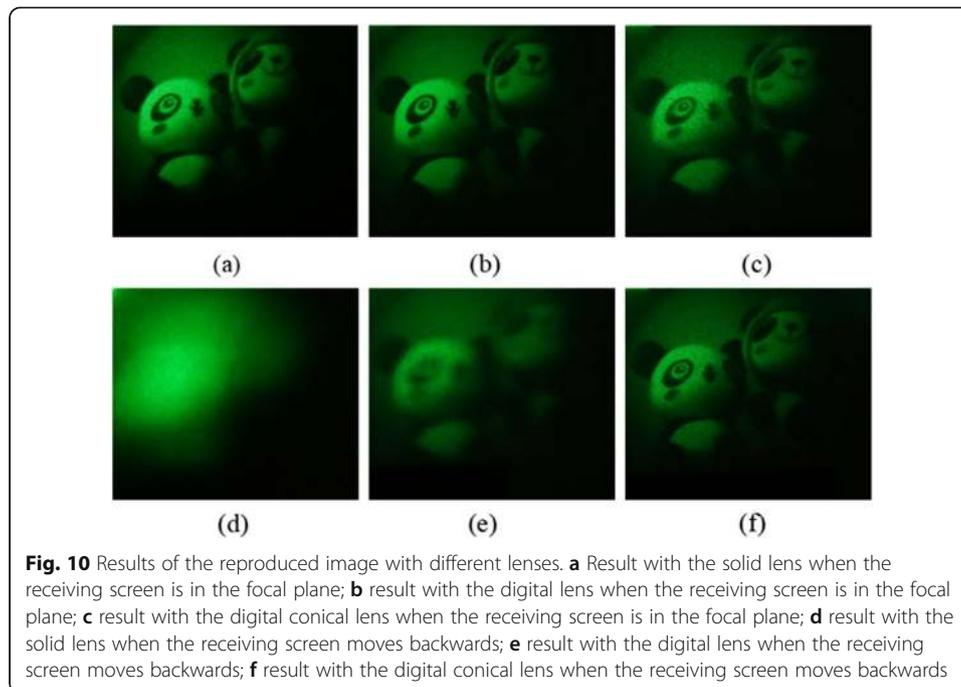 (a)
(b)
(c)
(d)
(e)
(f)
Fig. 10 Results of the reproduced image with different lenses. a Result with the solid lens when the
receiving screen is in the focal plane; b result with the digital lens when the receiving screen is in the focal
plane; c result with the digital conical lens when the receiving screen is in the focal plane; d result with the
solid lens when the receiving screen moves backwards; e result with the digital lens when the receiving
screen moves backwards; f result with the digital conical lens when the receiving screen moves backwards